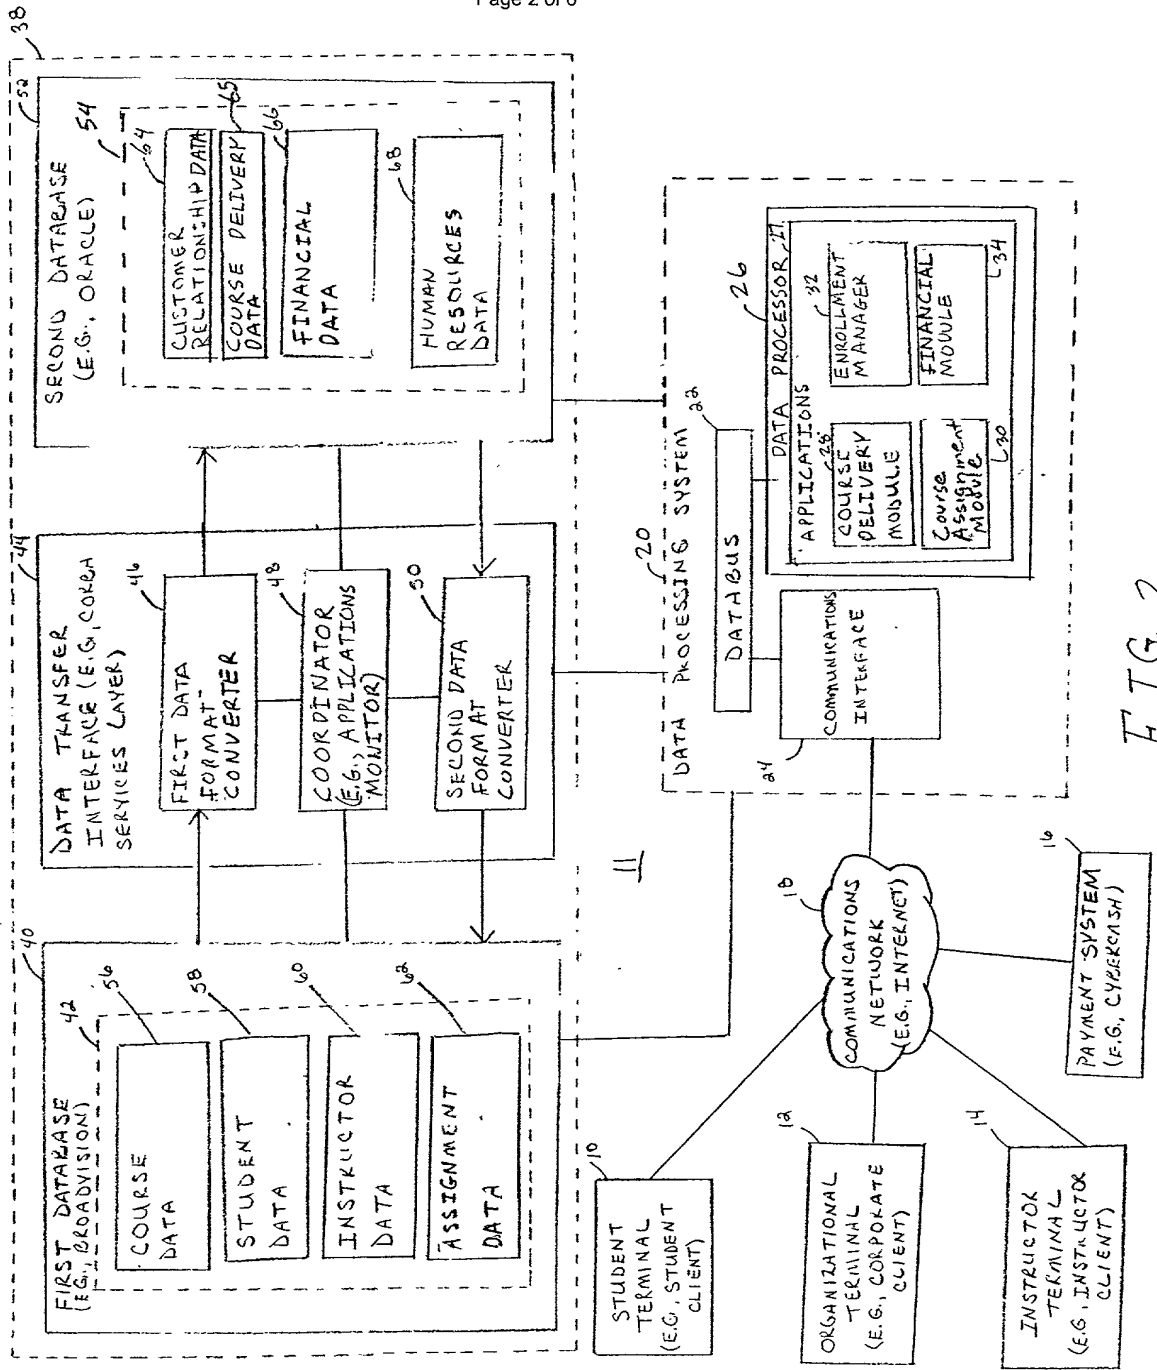 Page 2 of 6
38
40
FIRST DATABASE
(E.G., BROADVISION)
42
COURSE
DATA
56
STUDENT
DATA
58
INSTRUCTOR
DATA
60
ASSIGNMENT
DATA
62
44
DATA TRANSFER
INTERFACE (E.G., CORBA
SERVICES LAYER)
FIRST DATA
FORMAT
CONVERTER
46
COORDINATOR
(E.G., APPLICATIONS
MONITOR)
48
SECOND DATA
FORMAT
CONVERTER
50
52
SECOND DATABASE
(E.G., ORACLE)
54
CUSTOMER
RELATIONSHIP DATA
64
COURSE DELIVERY
DATA
65
FINANCIAL
DATA
66
HUMAN
RESOURCES
DATA
68
11
STUDENT
TERMINAL
(E.G., STUDENT
CLIENT)
10
ORGANIZATIONAL
TERMINAL
(E.G., CORPORATE
CLIENT)
12
INSTRUCTOR
TERMINAL
(E.G., INSTRUCTOR
CLIENT)
14
COMMUNICATIONS
NETWORK
(E.G., INTERNET)
18
PAYMENT SYSTEM
(E.G., CYBERCASH)
16
DATA PROCESSING SYSTEM
20
DATABUS
22
COMMUNICATIONS
INTERFACE
24
26
DATA PROCESSOR
APPLICATIONS
28
COURSE
DELIVERY
MODULE
32
ENROLLMENT
MANAGER
Course
Assignment
Module
30
FINANCIAL
MODULE
34
FIG. 2